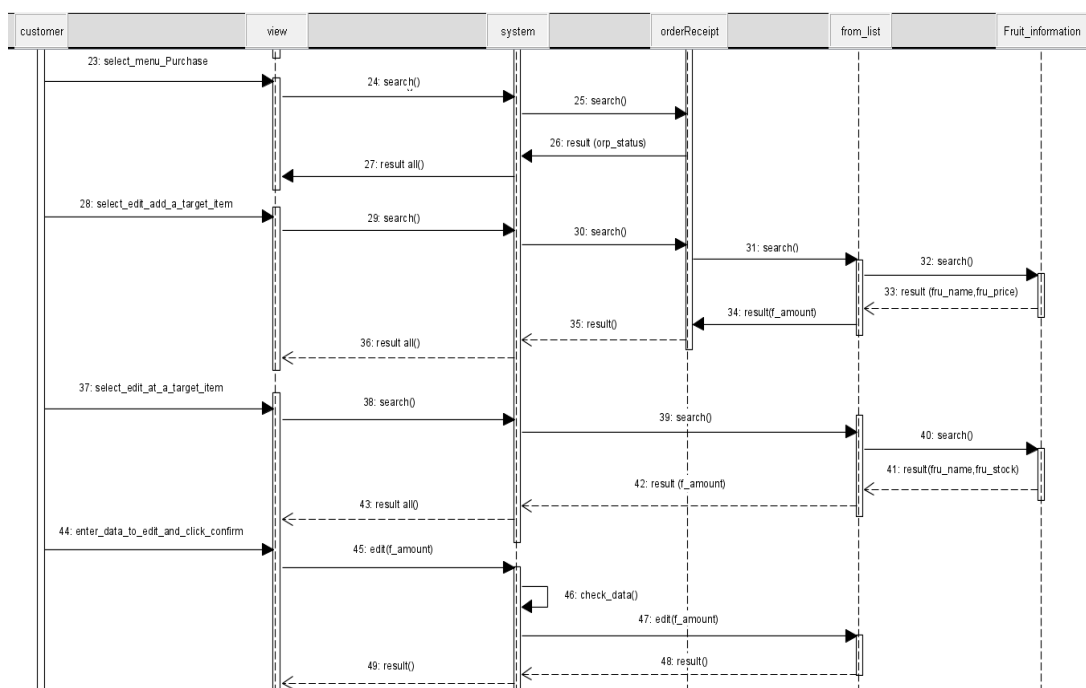 customer
view
system
orderReceipt
from_list
Fruit_information
23: select_menu_Purchase
24: search()
25: search()
26: result (orp_status)
27: result all()
28: select_edit_add_a_target_item
29: search()
30: search()
31: search()
32: search()
33: result (fru_name,fru_price)
34: result(f_amount)
35: result()
36: result all()
37: select_edit_at_a_target_item
38: search()
39: search()
40: search()
41: result(fru_name,fru_stock)
42: result (f_amount)
43: result all()
44: enter_data_to_edit_and_click_confirm
45: edit(f_amount)
46: check_data()
47: edit(f_amount)
48: result()
49: result()